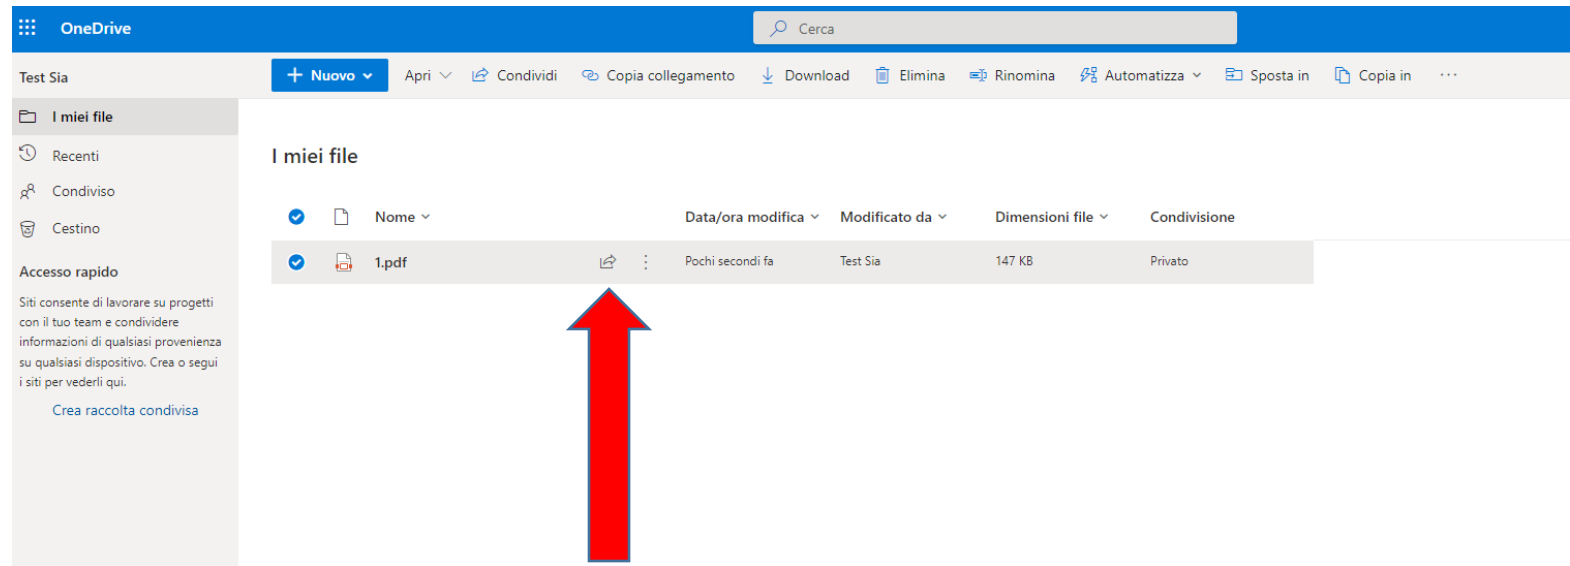 OneDrive
Cerca
Test Sia
Nuovo
Apri
Condividi
Copia collegamento
Download
Elimina
Rinomina
Automatizza
Sposta in
Copia in
...
I miei file
Recenti
Condiviso
Cestino
Accesso rapido
Siti consente di lavorare su progetti
con il tuo team e condividere
informazioni di qualsiasi provenienza
su qualsiasi dispositivo. Crea o segui
i siti per vederli qui.
Crea raccolta condivisa
I miei file
Nome
Data/ora modifica
Modificato da
Dimensioni file
Condivisione
1.pdf
Pochi secondi fa
Test Sia
147 KB
Privato